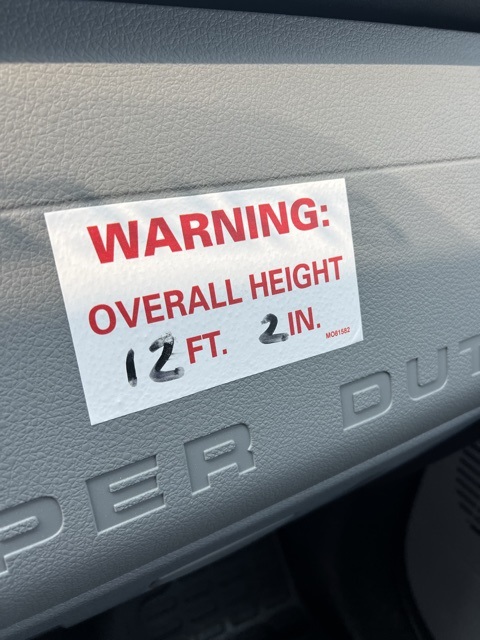 WARNING:
OVERALL HEIGHT
12 FT. 2 IN.
MO81582
PER DUT